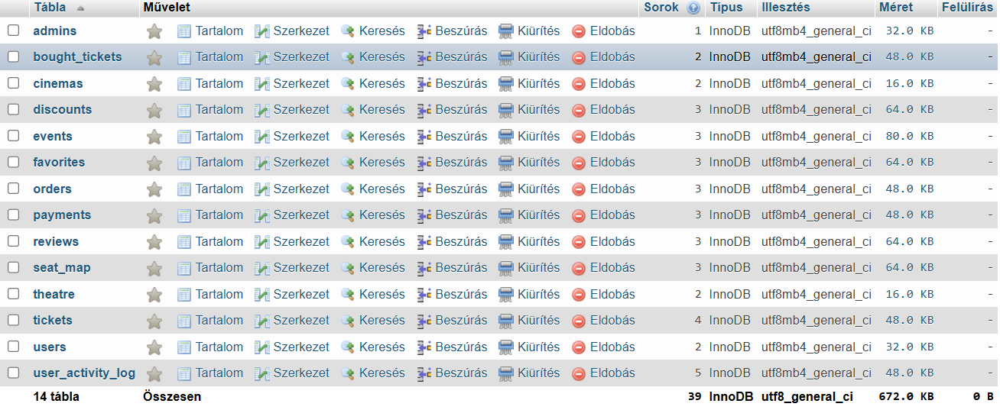 Tábla Művelet Sorok Típus Illesztés Méret Felülírás
admins Tartalom Szerkezet Keresés Beszúrás Kiürítés Eldobás 1 InnoDB utf8mb4_general_ci 32.0 KB -
bought_tickets Tartalom Szerkezet Keresés Beszúrás Kiürítés Eldobás 2 InnoDB utf8mb4_general_ci 48.0 KB -
cinemas Tartalom Szerkezet Keresés Beszúrás Kiürítés Eldobás 2 InnoDB utf8mb4_general_ci 16.0 KB -
discounts Tartalom Szerkezet Keresés Beszúrás Kiürítés Eldobás 3 InnoDB utf8mb4_general_ci 64.0 KB -
events Tartalom Szerkezet Keresés Beszúrás Kiürítés Eldobás 3 InnoDB utf8mb4_general_ci 80.0 KB -
favorites Tartalom Szerkezet Keresés Beszúrás Kiürítés Eldobás 3 InnoDB utf8mb4_general_ci 64.0 KB -
orders Tartalom Szerkezet Keresés Beszúrás Kiürítés Eldobás 3 InnoDB utf8mb4_general_ci 48.0 KB -
payments Tartalom Szerkezet Keresés Beszúrás Kiürítés Eldobás 3 InnoDB utf8mb4_general_ci 48.0 KB -
reviews Tartalom Szerkezet Keresés Beszúrás Kiürítés Eldobás 3 InnoDB utf8mb4_general_ci 64.0 KB -
seat_map Tartalom Szerkezet Keresés Beszúrás Kiürítés Eldobás 3 InnoDB utf8mb4_general_ci 64.0 KB -
theatre Tartalom Szerkezet Keresés Beszúrás Kiürítés Eldobás 2 InnoDB utf8mb4_general_ci 16.0 KB -
tickets Tartalom Szerkezet Keresés Beszúrás Kiürítés Eldobás 4 InnoDB utf8mb4_general_ci 48.0 KB -
users Tartalom Szerkezet Keresés Beszúrás Kiürítés Eldobás 2 InnoDB utf8mb4_general_ci 32.0 KB -
user_activity_log Tartalom Szerkezet Keresés Beszúrás Kiürítés Eldobás 5 InnoDB utf8mb4_general_ci 48.0 KB -
14 tábla Összesen 39 InnoDB utf8_general_ci 672.0 KB 0 B